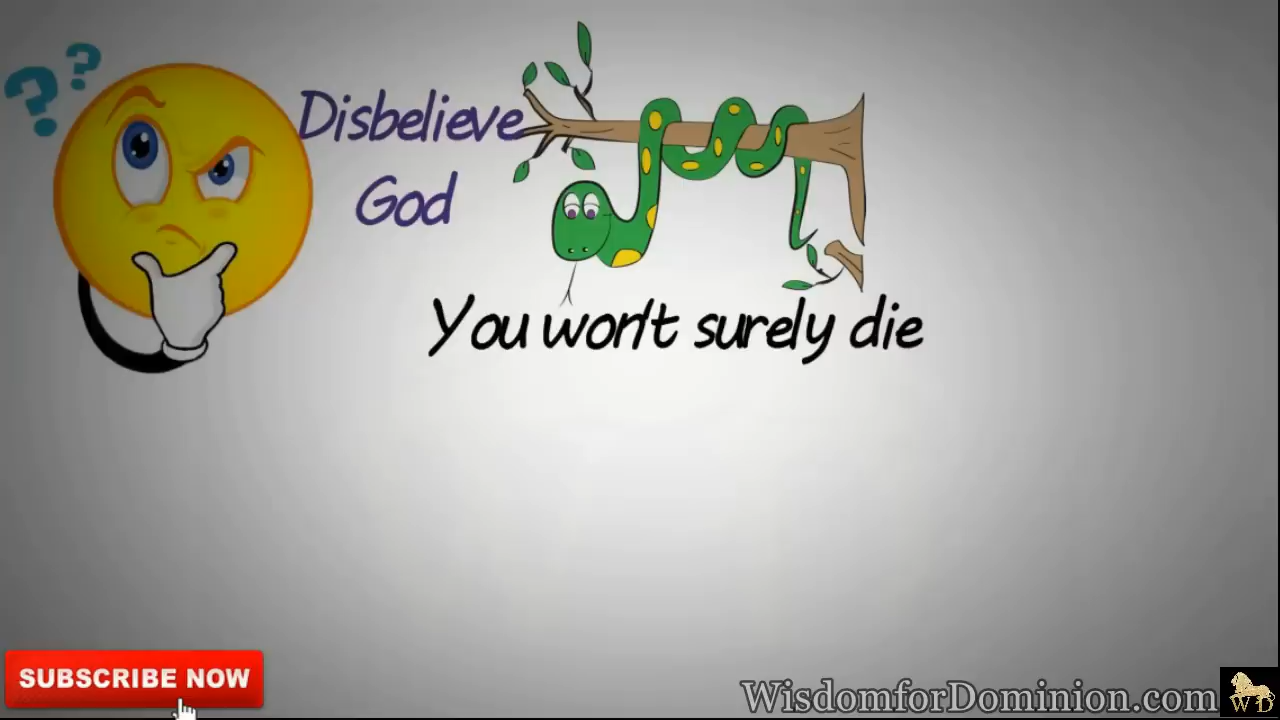 ? ?
Disbelieve
God
You won't surely die
SUBSCRIBE NOW
WisdomforDominion.com
WD